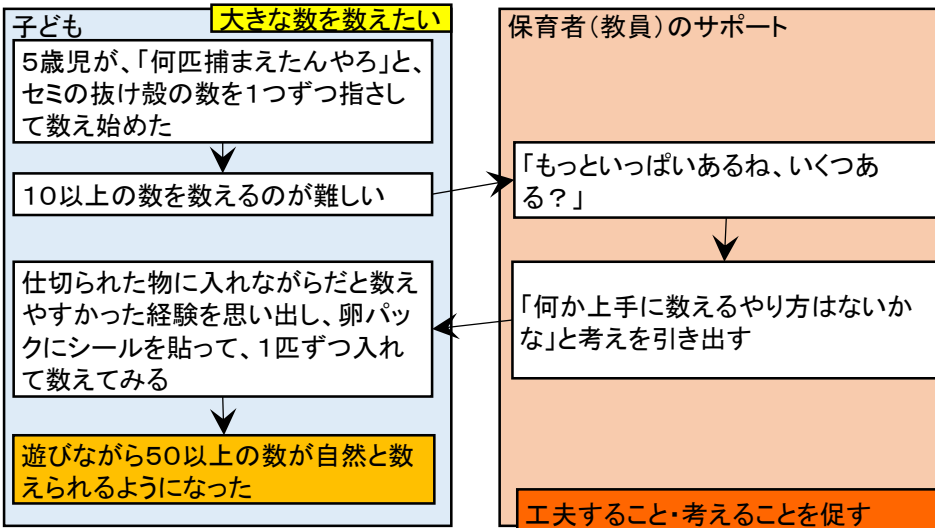 子ども
大きな数を数えたい
5歳児が、「何匹捕まえたんやろ」と、
セミの抜け殻の数を1つずつ指さし
て数え始めた
10以上の数を数えるのが難しい
仕切られた物に入れながらだと数え
やすかった経験を思い出し、卵パッ
クにシールを貼って、1匹ずつ入れ
て数えてみる
遊びながら50以上の数が自然と数
えられるようになった
保育者(教員)のサポート
「もっといっぱいあるね、いくつあ
る?」
「何か上手に数えるやり方はないか
な」と考えを引き出す
工夫すること・考えることを促す